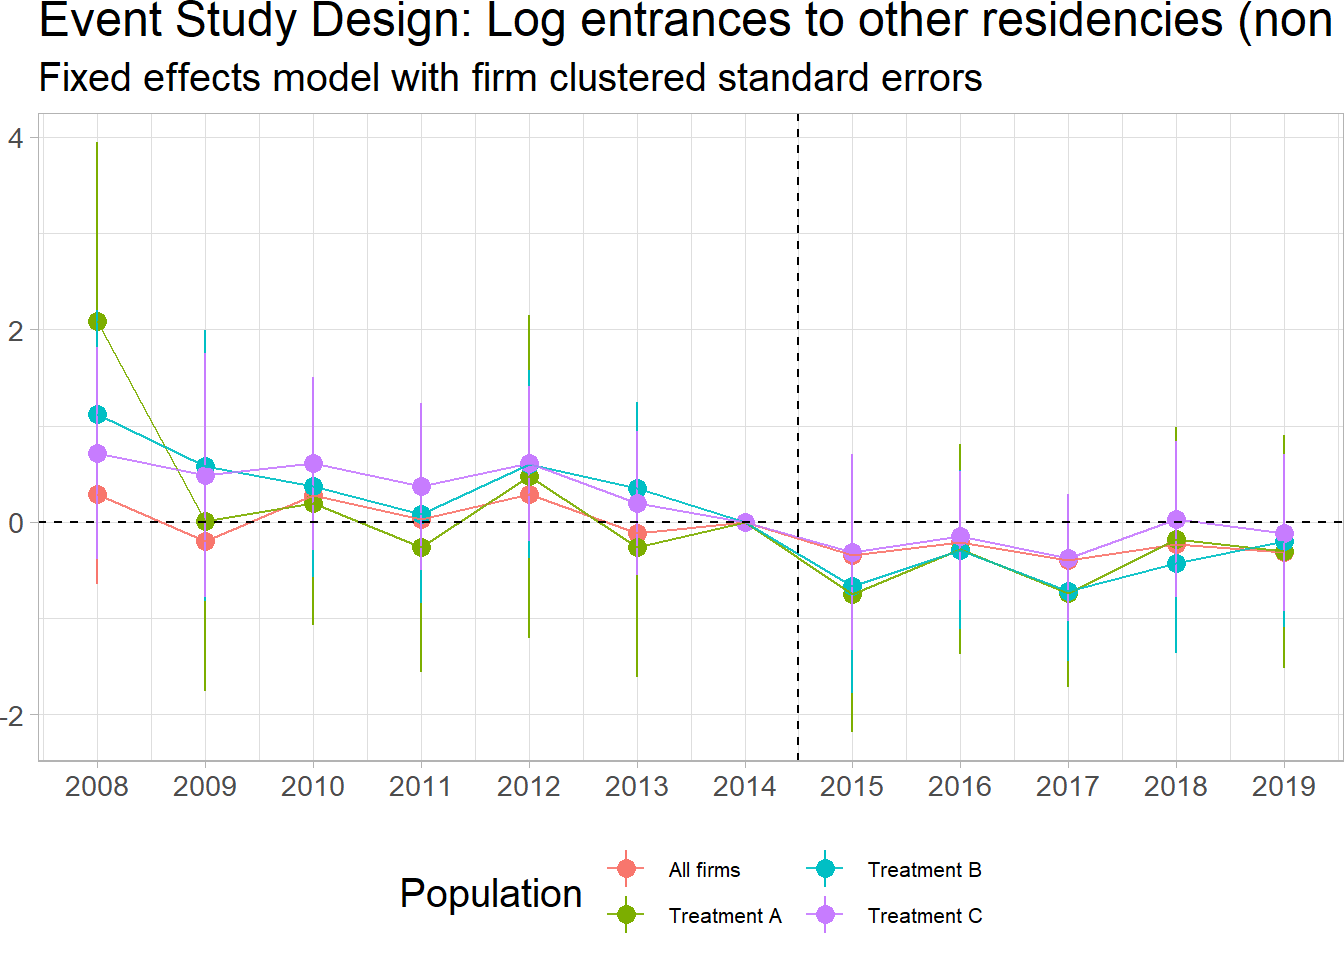 Event Study Design: Log entrances to other residencies (non
Fixed effects model with firm clustered standard errors
4
2
0
-2
2008 2009 2010 2011 2012 2013 2014 2015 2016 2017 2018 2019
Population
All firms
Treatment A
Treatment B
Treatment C